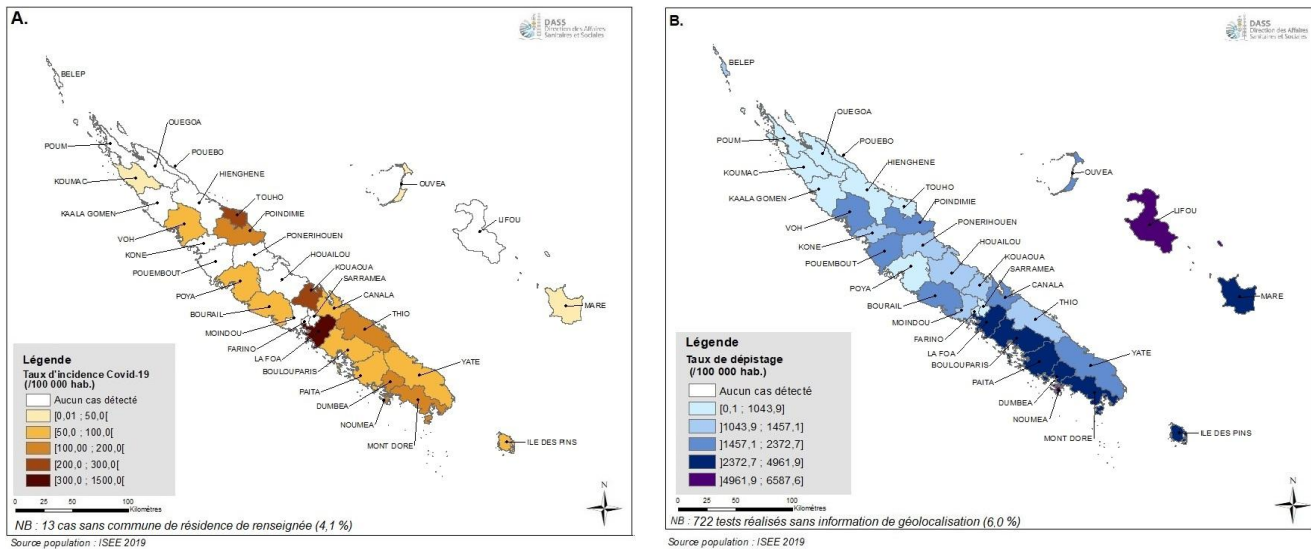 A.
DASS
Direction des Affaires
Sanitaires et Sociales
BELEP
OUEGOA
POUM
POUEBO
KOUMAC
HIENGHENE
OUVEA
TOUHO
KAALA GOMEN
POINDIMIE
LIFOU
VOH
PONERIHOUEN
KONE
HOUAILOU
POUEMBOUT
KOUAOUA
SARRAMEA
POYA
CANALA
MARE
BOURAIL
THIO
MOINDOU
FARINO
LA FOA
YATE
BOULOUPARIS
PAITA
DUMBEA
NOUMEA
MONT DORE
ILE DES PINS
Légende
Taux d'incidence Covid-19
(/100 000 hab.)
Aucun cas détecté
[0,01 ; 50,0[
[50,0 ; 100,0[
[100,00 ; 200,0[
[200,0 ; 300,0[
[300,0 ; 1500,0[
0 25 50 100
Kilomètres
N
NB : 13 cas sans commune de résidence de renseignée (4,1 %)
Source population : ISEE 2019
B.
DASS
Direction des Affaires
Sanitaires et Sociales
BELEP
OUEGOA
POUM
POUEBO
KOUMAC
HIENGHENE
OUVEA
TOUHO
KAALA GOMEN
POINDIMIE
LIFOU
VOH
PONERIHOUEN
KONE
HOUAILOU
POUEMBOUT
KOUAOUA
SARRAMEA
POYA
CANALA
MARE
BOURAIL
THIO
MOINDOU
FARINO
LA FOA
YATE
BOULOUPARIS
PAITA
DUMBEA
NOUMEA
MONT DORE
ILE DES PINS
Légende
Taux de dépistage
(/100 000 hab.)
Aucun cas détecté
[0,1 ; 1043,9]
]1043,9 ; 1457,1]
]1457,1 ; 2372,7]
]2372,7 ; 4961,9]
]4961,9 ; 6587,6]
0 25 50 100
Kilomètres
N
NB : 722 tests réalisés sans information de géolocalisation (6,0 %)
Source population : ISEE 2019